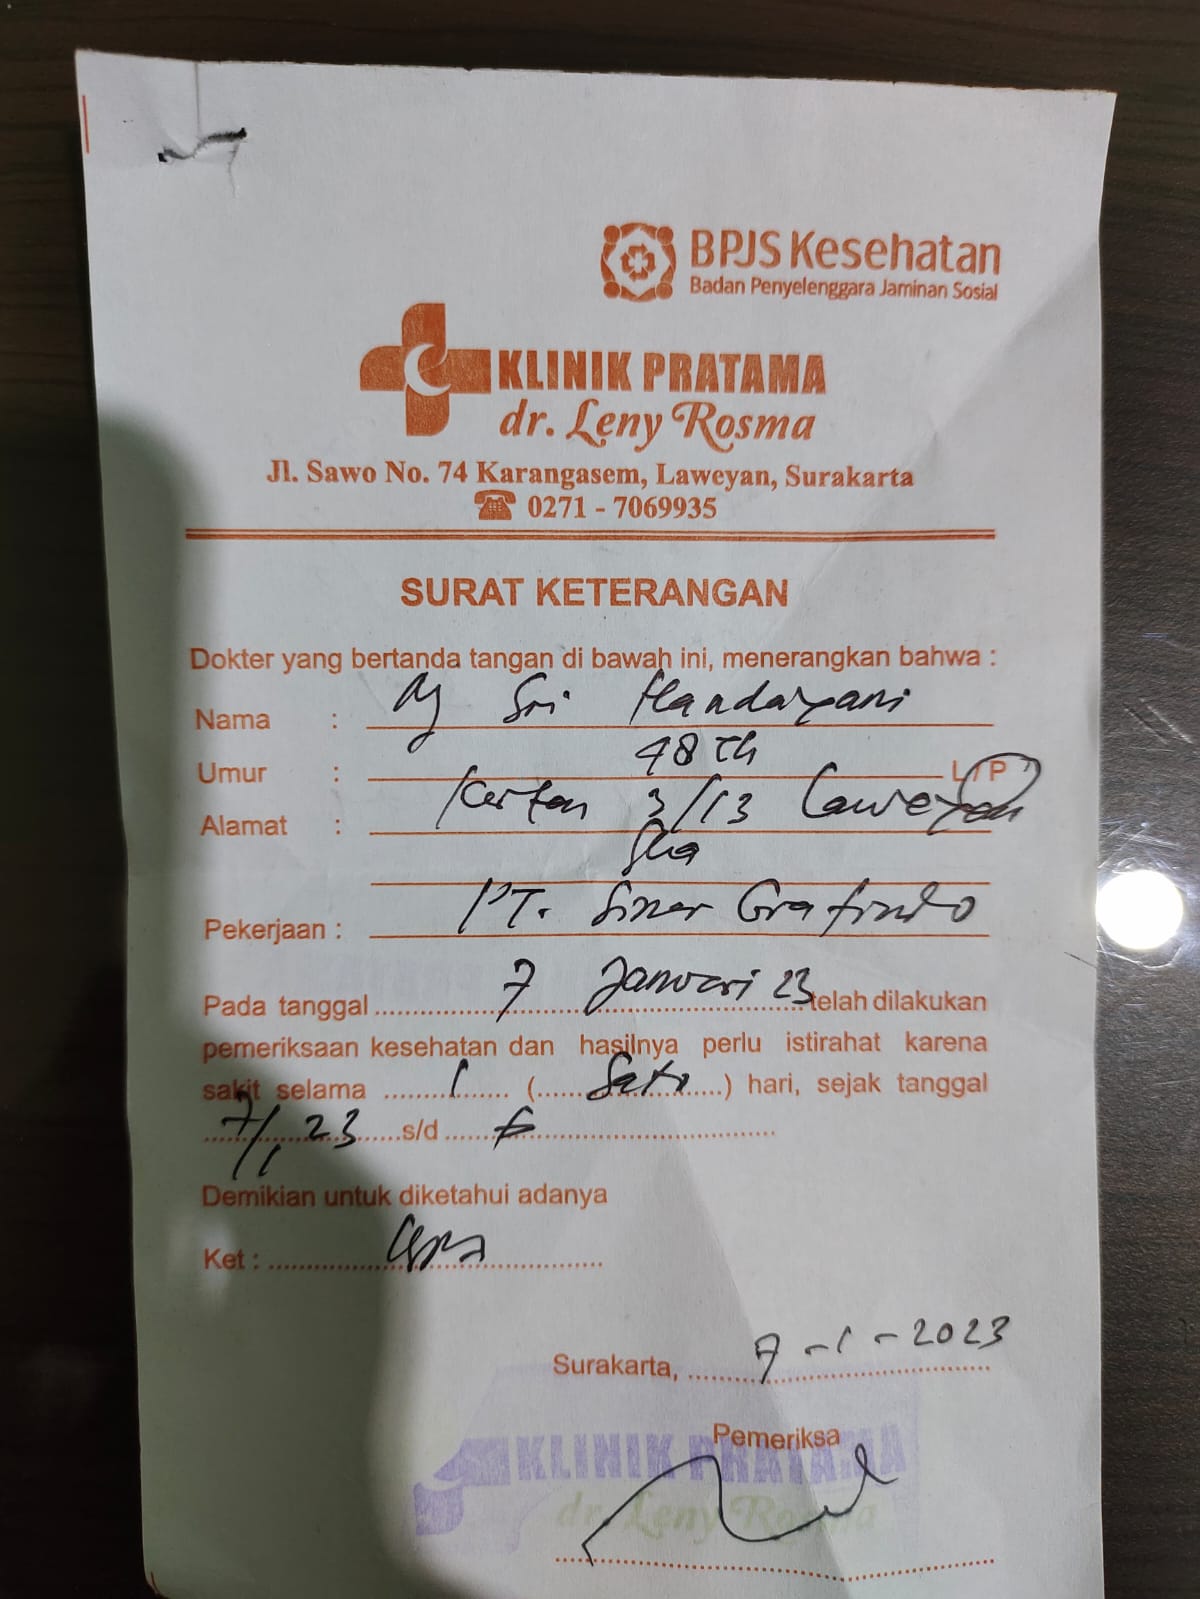 BPJS Kesehatan
Badan Penyelenggara Jaminan Sosial
KLINIK PRATAMA
dr. Leny Rosma
Jl. Sawo No. 74 Karangasem, Laweyan, Surakarta
☎ 0271 - 7069935
SURAT KETERANGAN
Dokter yang bertanda tangan di bawah ini, menerangkan bahwa :
Nama : Sri Handayani
Umur : 48 th L / P
Alamat : Kerten 3/13 Laweyan
Ska
Pekerjaan : PT. Sinar Grafindo
Pada tanggal 7 Januari 23 telah dilakukan
pemeriksaan kesehatan dan hasilnya perlu istirahat karena
sakit selama 1 (Satu) hari, sejak tanggal
7/1 23 s/d
Demikian untuk diketahui adanya
Ket :
Surakarta, 7-1-2023
Pemeriksa
KLINIK PRATAMA
dr. Leny Rosma